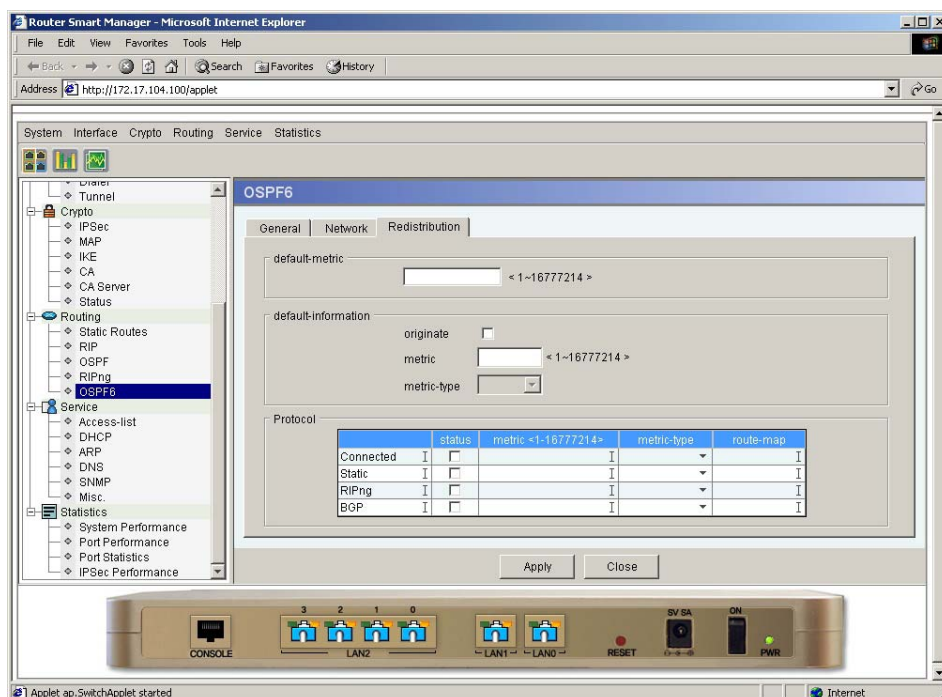 Router Smart Manager - Microsoft Internet Explorer
File Edit View Favorites Tools Help
Back Search Favorites History
Address http://172.17.104.100/applet Go
System Interface Crypto Routing Service Statistics
Dialer
Tunnel
Crypto
IPSec
MAP
IKE
CA
CA Server
Status
Routing
Static Routes
RIP
OSPF
RIPng
OSPF6
Service
Access-list
DHCP
ARP
DNS
SNMP
Misc.
Statistics
System Performance
Port Performance
Port Statistics
IPSec Performance
OSPF6
General Network Redistribution
default-metric
< 1~16777214 >
default-information
originate
metric < 1~16777214 >
metric-type
Protocol
status metric <1-16777214> metric-type route-map
Connected
Static
RIPng
BGP
Apply Close
CONSOLE
3 2 1 0
LAN2
LAN1 LAN0
RESET
5V 5A
ON
PWR
Applet ap.SwitchApplet started
Internet